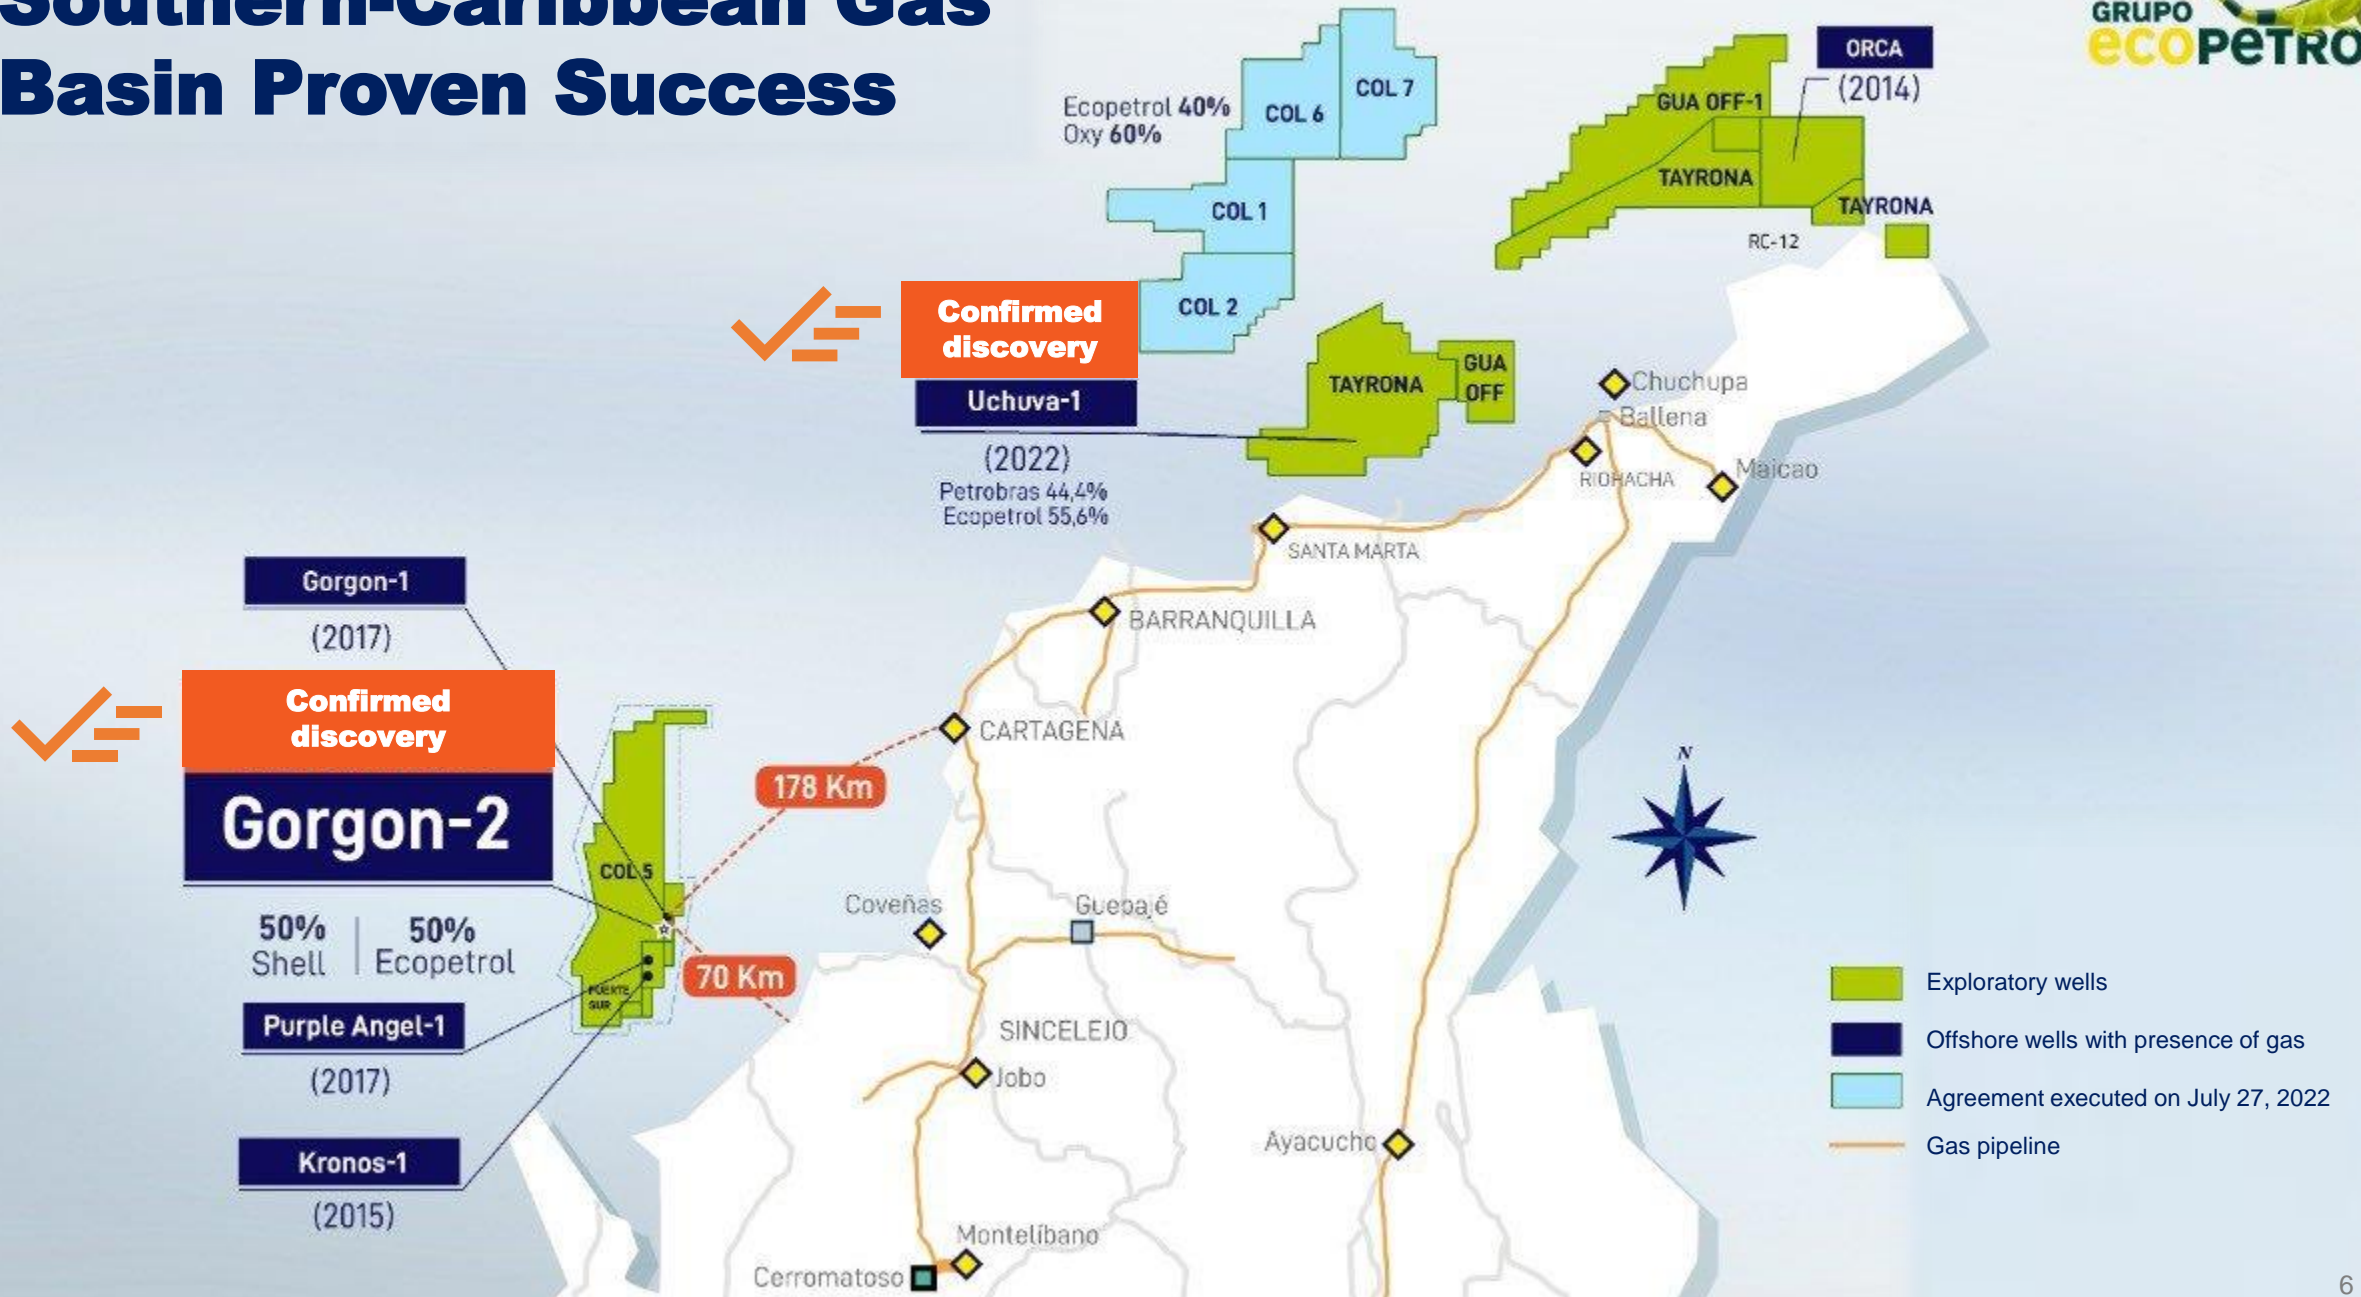 Southern-Caribbean Gas
Basin Proven Success
GRUPO
ecopetro
ORCA
(2014)
COL 7
COL 6
Ecopetrol 40%
Oxy 60%
COL 1
COL 2
GUA OFF-1
TAYRONA
TAYRONA
RC-12
Confirmed
discovery
Uchuva-1
(2022)
Petrobras 44,4%
Ecopetrol 55,6%
TAYRONA
GUA
OFF
Chuchupa
Ballena
RIOHACHA
Maicao
SANTA MARTA
BARRANQUILLA
CARTAGENA
Gorgon-1
(2017)
Confirmed
discovery
Gorgon-2
50%
Shell
50%
Ecopetrol
Purple Angel-1
(2017)
Kronos-1
(2015)
COL 5
FUERTE
SUR
178 Km
70 Km
Coveñas
Guepajé
SINCELEJO
Jobo
Ayacucho
Montelíbano
Cerromatoso
N
Exploratory wells
Offshore wells with presence of gas
Agreement executed on July 27, 2022
Gas pipeline
6